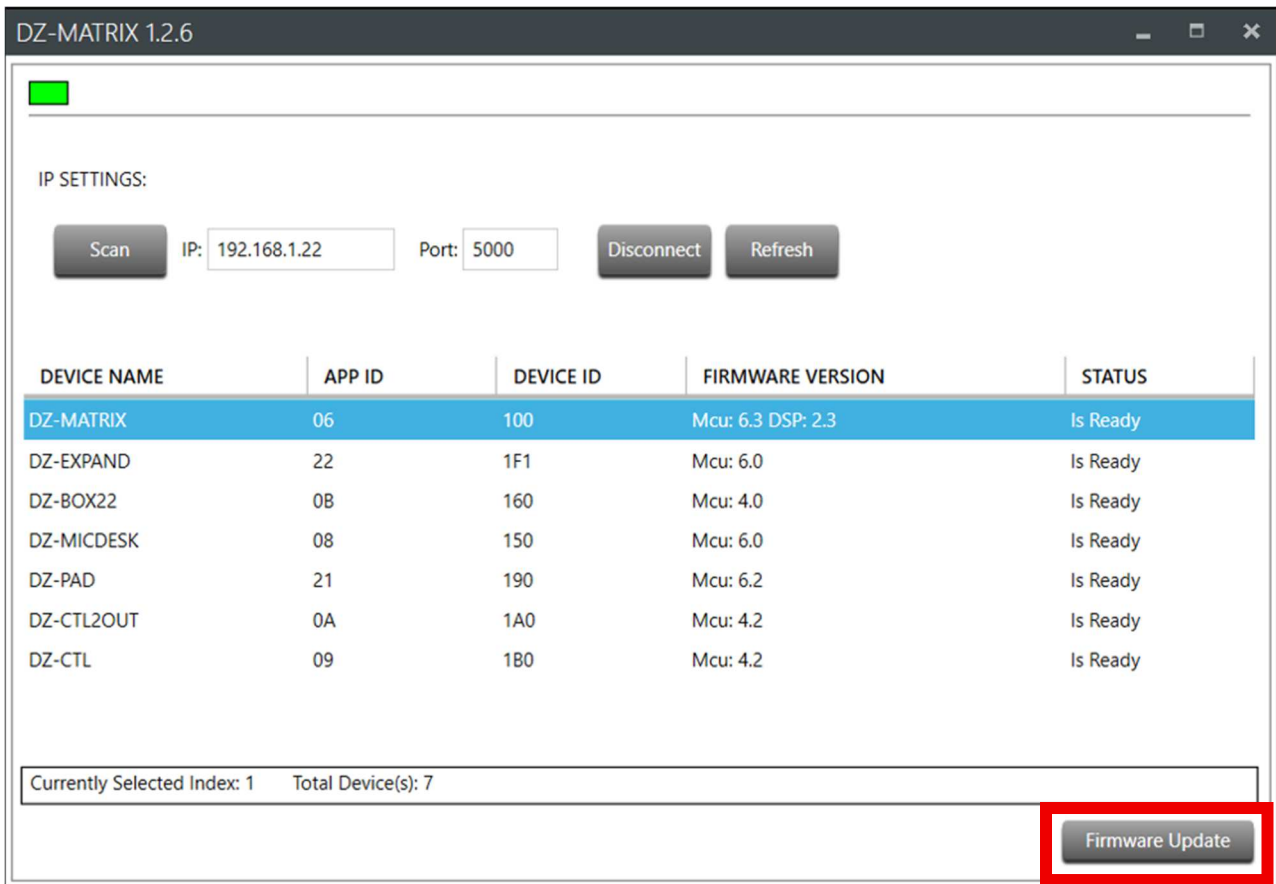 DZ-MATRIX 1.2.6
IP SETTINGS:
Scan IP: 192.168.1.22 Port: 5000 Disconnect Refresh
DEVICE NAME APP ID DEVICE ID FIRMWARE VERSION STATUS
DZ-MATRIX 06 100 Mcu: 6.3 DSP: 2.3 Is Ready
DZ-EXPAND 22 1F1 Mcu: 6.0 Is Ready
DZ-BOX22 0B 160 Mcu: 4.0 Is Ready
DZ-MICDESK 08 150 Mcu: 6.0 Is Ready
DZ-PAD 21 190 Mcu: 6.2 Is Ready
DZ-CTL2OUT 0A 1A0 Mcu: 4.2 Is Ready
DZ-CTL 09 1B0 Mcu: 4.2 Is Ready
Currently Selected Index: 1 Total Device(s): 7
Firmware Update